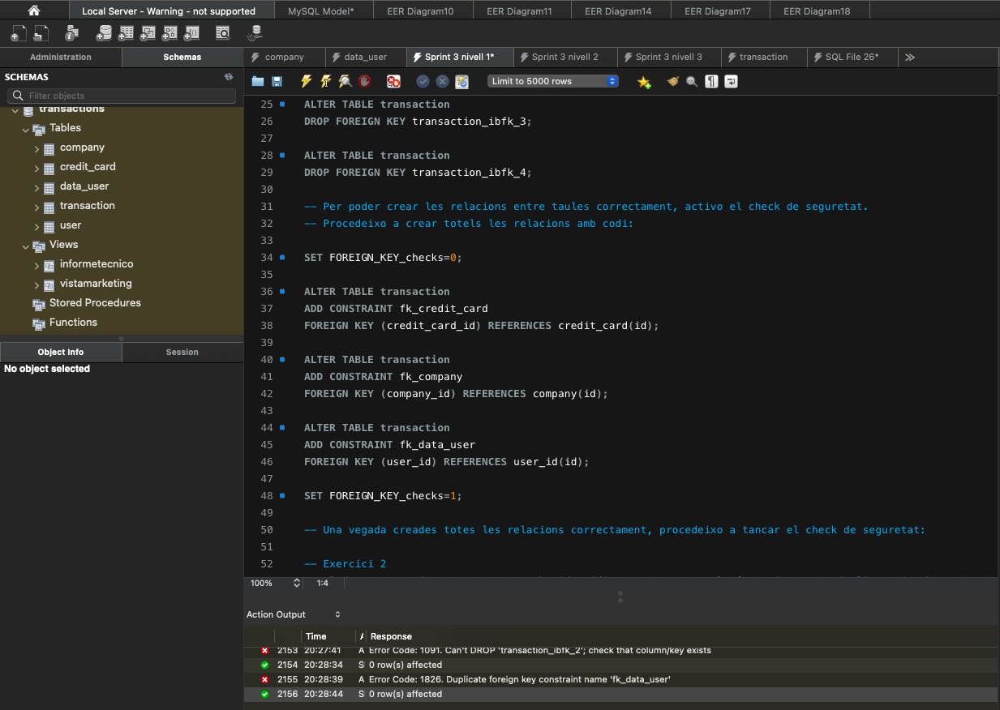 Local Server - Warning - not supported
MySQL Model*
EER Diagram10
EER Diagram11
EER Diagram14
EER Diagram17
EER Diagram18
Administration
Schemas
company
data_user
Sprint 3 nivell 1*
Sprint 3 nivell 2
Sprint 3 nivell 3
transaction
SQL File 26*
SCHEMAS
Filter objects
Limit to 5000 rows
transactions
Tables
company
credit_card
data_user
transaction
user
Views
informetecnico
vistamarketing
Stored Procedures
Functions
Object Info
Session
No object selected
25 ALTER TABLE transaction
26 DROP FOREIGN KEY transaction_ibfk_3;
27
28 ALTER TABLE transaction
29 DROP FOREIGN KEY transaction_ibfk_4;
30
31 -- Per poder crear les relacions entre taules correctament, activo el check de seguretat.
32 -- Procedeixo a crear totels les relacions amb codi:
33
34 SET FOREIGN_KEY_checks=0;
35
36 ALTER TABLE transaction
37 ADD CONSTRAINT fk_credit_card
38 FOREIGN KEY (credit_card_id) REFERENCES credit_card(id);
39
40 ALTER TABLE transaction
41 ADD CONSTRAINT fk_company
42 FOREIGN KEY (company_id) REFERENCES company(id);
43
44 ALTER TABLE transaction
45 ADD CONSTRAINT fk_data_user
46 FOREIGN KEY (user_id) REFERENCES user_id(id);
47
48 SET FOREIGN_KEY_checks=1;
49
50 -- Una vegada creades totes les relacions correctament, procedeixo a tancar el check de seguretat:
51
52 -- Exercici 2
100% 1:4
Action Output
Time A Response
2153 20:27:41 A Error Code: 1091. Can't DROP 'transaction_ibfk_2'; check that column/key exists
2154 20:28:34 S 0 row(s) affected
2155 20:28:39 A Error Code: 1826. Duplicate foreign key constraint name 'fk_data_user'
2156 20:28:44 S 0 row(s) affected